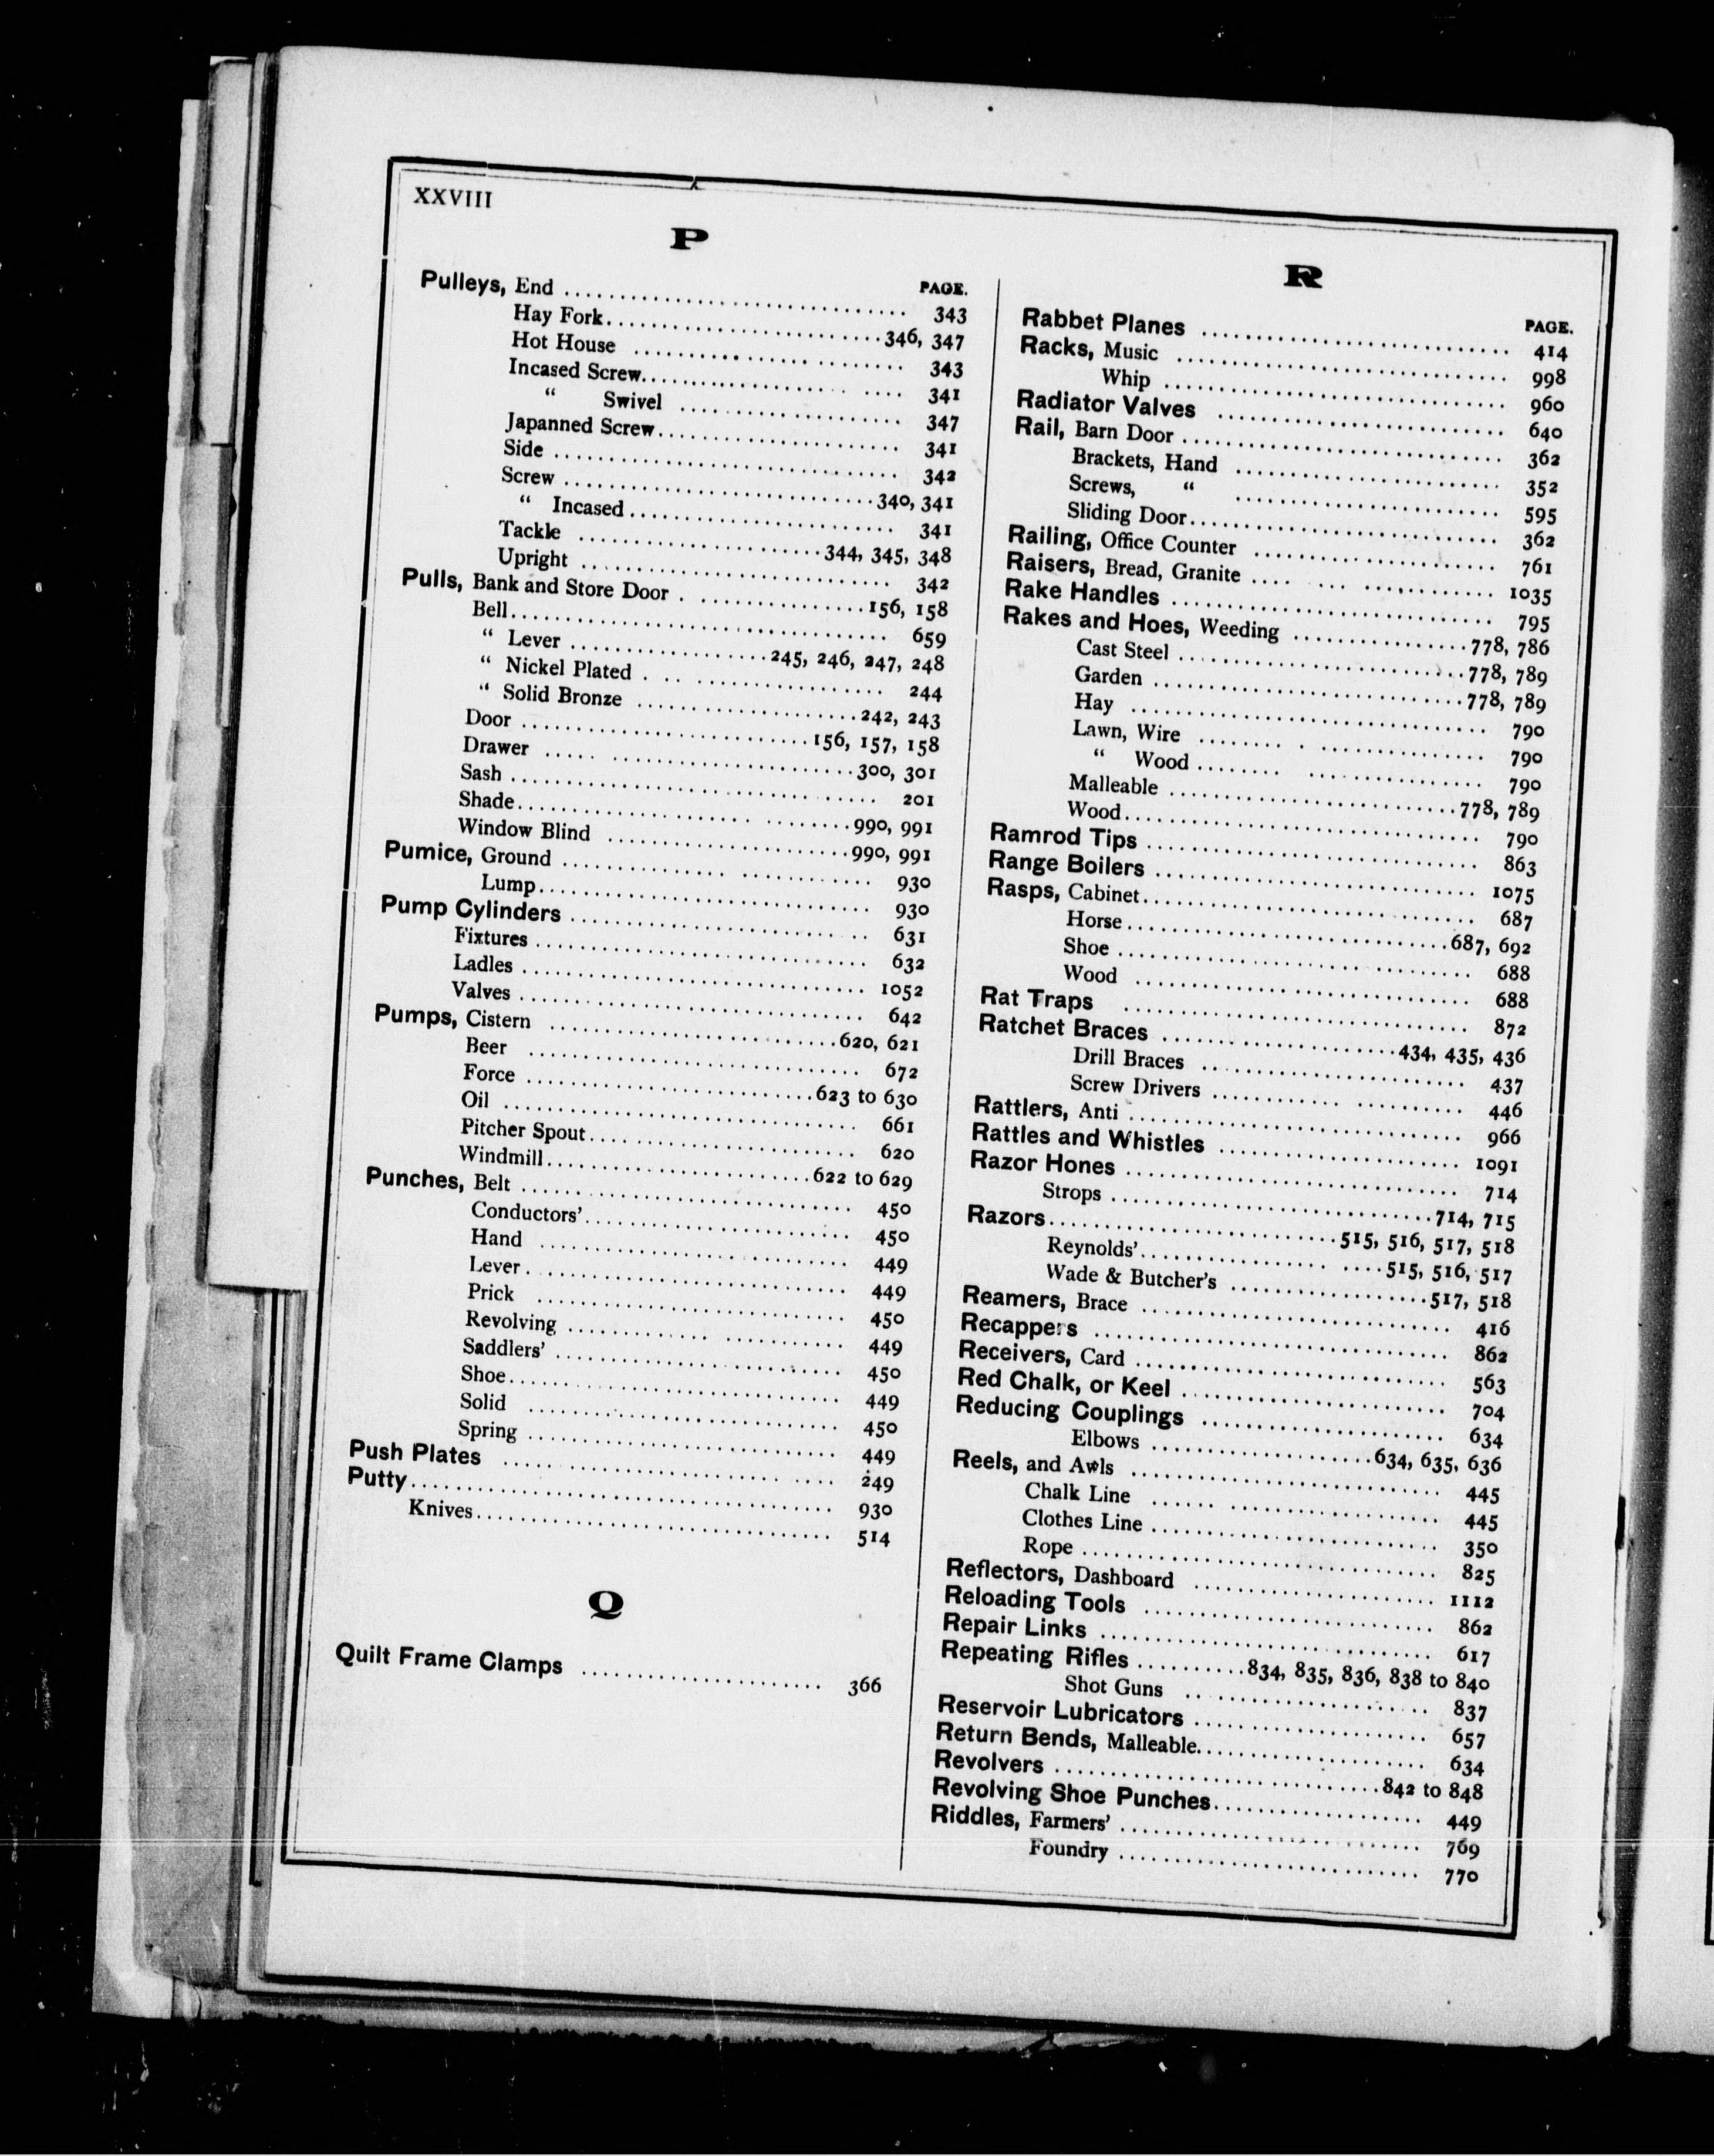 XXVIII
P
PAGE.
Pulleys, End .............................. 343
Hay Fork.............................. 346, 347
Hot House .............................. 343
Incased Screw.............................. 341
“ Swivel .............................. 347
Japanned Screw.............................. 341
Side .............................. 342
Screw .............................. 340, 341
“ Incased.............................. 341
Tackle .............................. 344, 345, 348
Upright .............................. 342
Pulls, Bank and Store Door .............................. 156, 158
Bell.............................. 659
“ Lever .............................. 245, 246, 247, 248
“ Nickel Plated .............................. 244
“ Solid Bronze .............................. 242, 243
Door .............................. 156, 157, 158
Drawer .............................. 300, 301
Sash .............................. 201
Shade.............................. 990, 991
Window Blind .............................. 990, 991
Pumice, Ground .............................. 930
Lump.............................. 930
Pump Cylinders .............................. 631
Fixtures .............................. 632
Ladles .............................. 1052
Valves .............................. 642
Pumps, Cistern .............................. 620, 621
Beer .............................. 672
Force .............................. 623 to 630
Oil .............................. 661
Pitcher Spout.............................. 620
Windmill.............................. 622 to 629
Punches, Belt .............................. 450
Conductors’.............................. 450
Hand .............................. 449
Lever.............................. 449
Prick .............................. 450
Revolving .............................. 449
Saddlers’ .............................. 450
Shoe.............................. 449
Solid .............................. 450
Spring .............................. 449
Push Plates .............................. 249
Putty.............................. 930
Knives.............................. 514
Q
Quilt Frame Clamps .............................. 366
R
PAGE.
Rabbet Planes .............................. 414
Racks, Music .............................. 998
Whip .............................. 960
Radiator Valves .............................. 640
Rail, Barn Door .............................. 362
Brackets, Hand .............................. 352
Screws, “ .............................. 595
Sliding Door.............................. 362
Railing, Office Counter .............................. 761
Raisers, Bread, Granite .............................. 1035
Rake Handles .............................. 795
Rakes and Hoes, Weeding .............................. 778, 786
Cast Steel .............................. 778, 789
Garden .............................. 778, 789
Hay .............................. 790
Lawn, Wire .............................. 790
“ Wood .............................. 790
Malleable .............................. 778, 789
Wood.............................. 790
Ramrod Tips .............................. 863
Range Boilers .............................. 1075
Rasps, Cabinet.............................. 687
Horse.............................. 687, 692
Shoe .............................. 688
Wood .............................. 688
Rat Traps .............................. 872
Ratchet Braces .............................. 434, 435, 436
Drill Braces .............................. 437
Screw Drivers .............................. 446
Rattlers, Anti .............................. 966
Rattles and Whistles .............................. 1091
Razor Hones .............................. 714
Strops .............................. 714, 715
Razors.............................. 515, 516, 517, 518
Reynolds’.............................. 515, 516, 517
Wade & Butcher’s .............................. 517, 518
Reamers, Brace .............................. 416
Recappers .............................. 862
Receivers, Card .............................. 563
Red Chalk, or Keel .............................. 704
Reducing Couplings .............................. 634
Elbows .............................. 634, 635, 636
Reels, and Awls .............................. 445
Chalk Line .............................. 445
Clothes Line .............................. 350
Rope .............................. 825
Reflectors, Dashboard .............................. 1112
Reloading Tools .............................. 862
Repair Links .............................. 617
Repeating Rifles .......... 834, 835, 836, 838 to 840
Shot Guns .............................. 837
Reservoir Lubricators .............................. 657
Return Bends, Malleable.............................. 634
Revolvers .............................. 842 to 848
Revolving Shoe Punches.............................. 449
Riddles, Farmers’ .............................. 769
Foundry .............................. 770